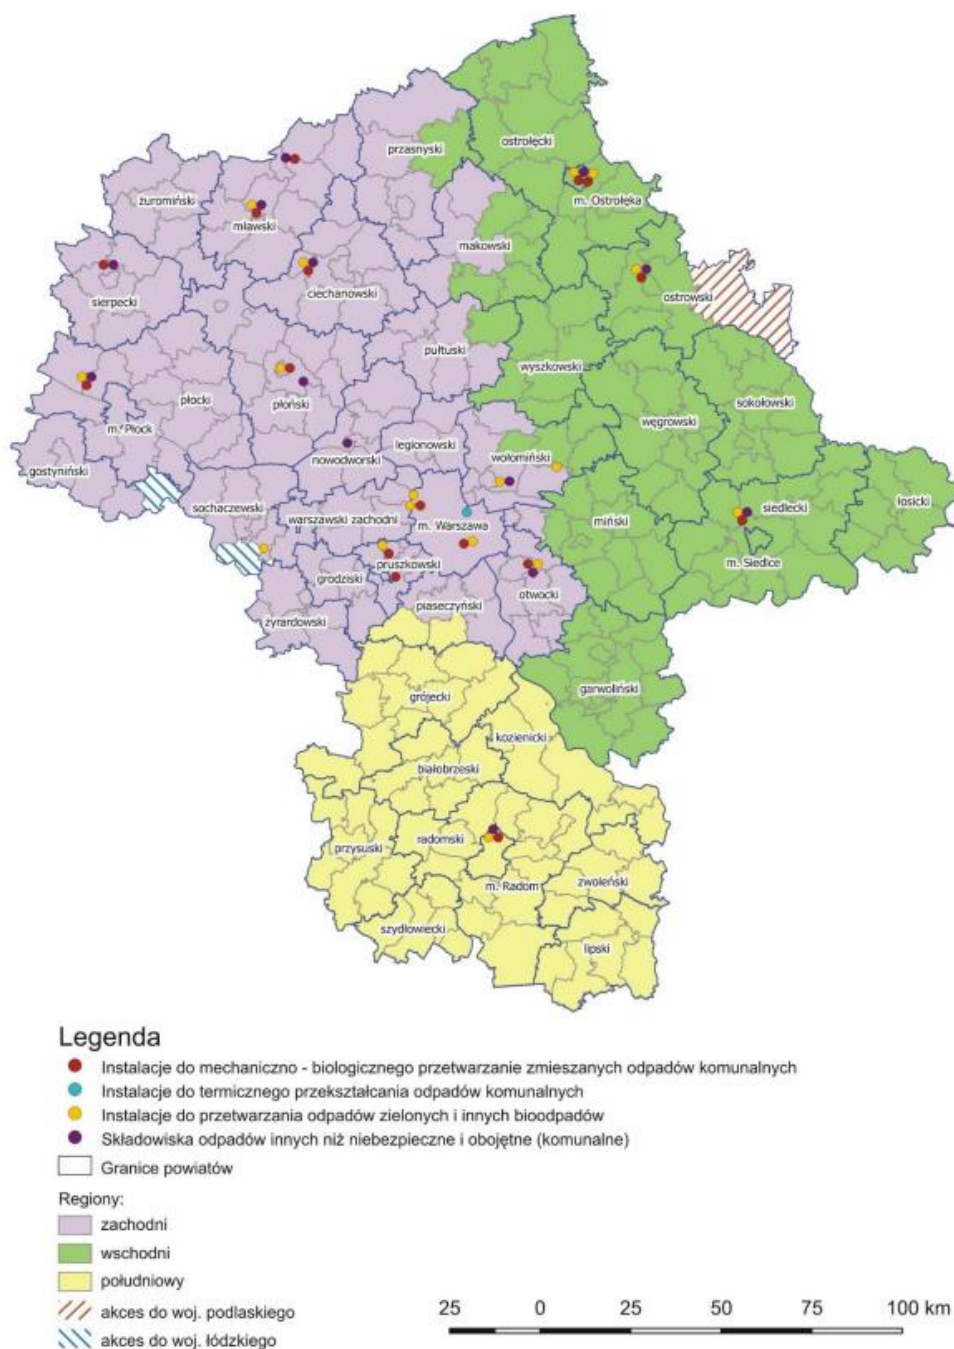 ostrołęcki
przasnyski
m. Ostrołęka
żuromiński
mławski
makowski
sierpecki
ciechanowski
ostrowski
pułtuski
wyszkowski
płocki
płoński
sokołowski
m. Płock
węgrowski
gostyniński
nowodworski
legionowski
wołomiński
sochaczewski
warszawski zachodni
m. Warszawa
miński
siedlecki
łosicki
pruszkowski
m. Siedlce
grodziski
otwocki
piaseczyński
żyrardowski
grójecki
garwoliński
kozienicki
białobrzeski
przysuski
radomski
m. Radom
zwoleński
szydłowiecki
lipski
Legenda
Instalacje do mechaniczno - biologicznego przetwarzanie zmieszanych odpadów komunalnych
Instalacje do termicznego przekształcania odpadów komunalnych
Instalacje do przetwarzania odpadów zielonych i innych bioodpadów
Składowiska odpadów innych niż niebezpieczne i obojętne (komunalne)
Granice powiatów
Regiony:
zachodni
wschodni
południowy
akces do woj. podlaskiego
akces do woj. łódzkiego
25 0 25 50 75 100 km